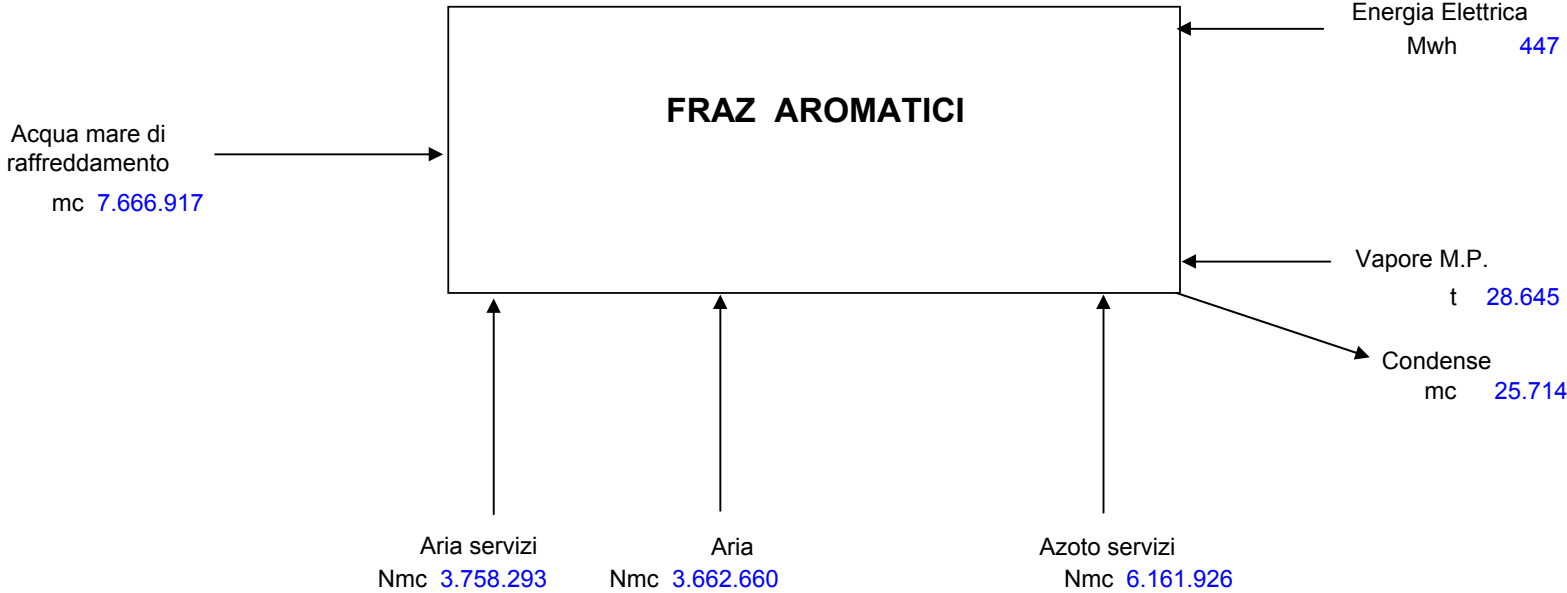 Energia Elettrica
Mwh 447
FRAZ AROMATICI
Acqua mare di
raffreddamento
mc 7.666.917
Vapore M.P.
t 28.645
Condense
mc 25.714
Aria servizi
Nmc 3.758.293
Aria
Nmc 3.662.660
Azoto servizi
Nmc 6.161.926